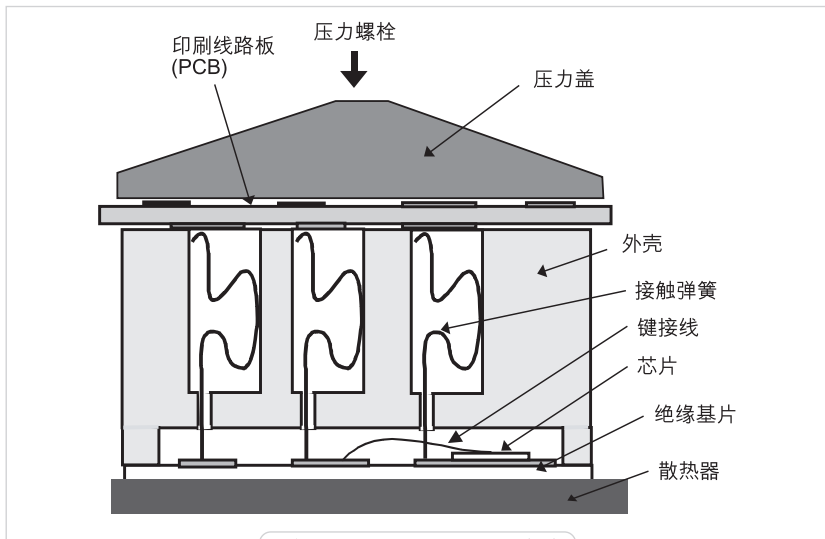 压力螺栓
印刷线路板
(PCB)
压力盖
外壳
接触弹簧
键接线
芯片
绝缘基片
散热器